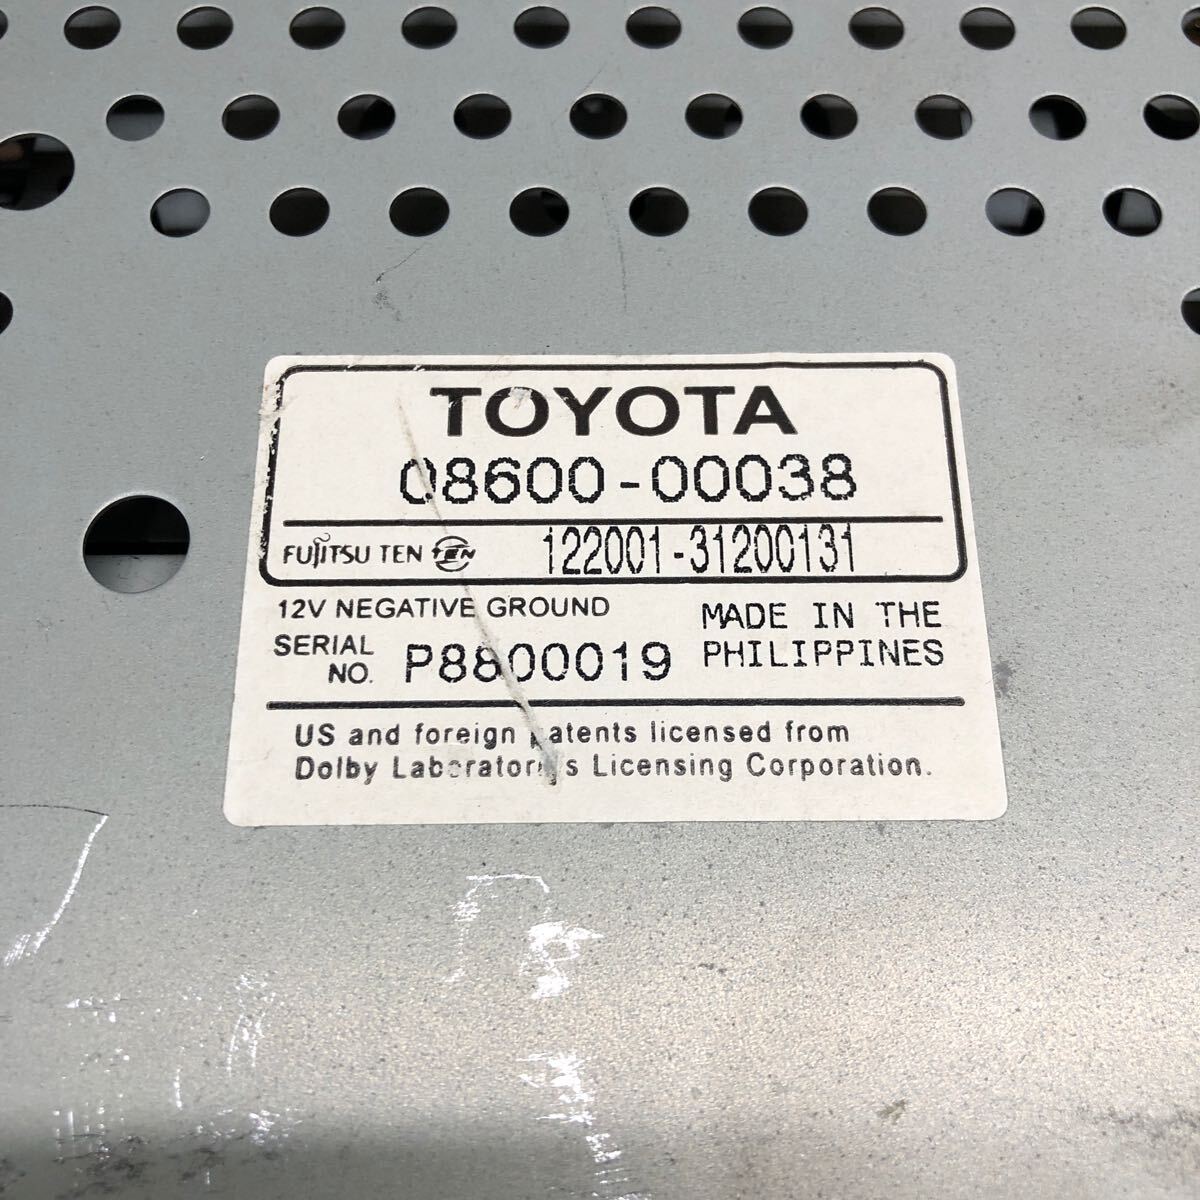 TOYOTA
08600-00038
FUJITSU TEN TEN 122001-31200131
12V NEGATIVE GROUND
SERIAL NO. P8800019
MADE IN THE
PHILIPPINES
US and foreign patents licensed from
Dolby Laboratories Licensing Corporation.